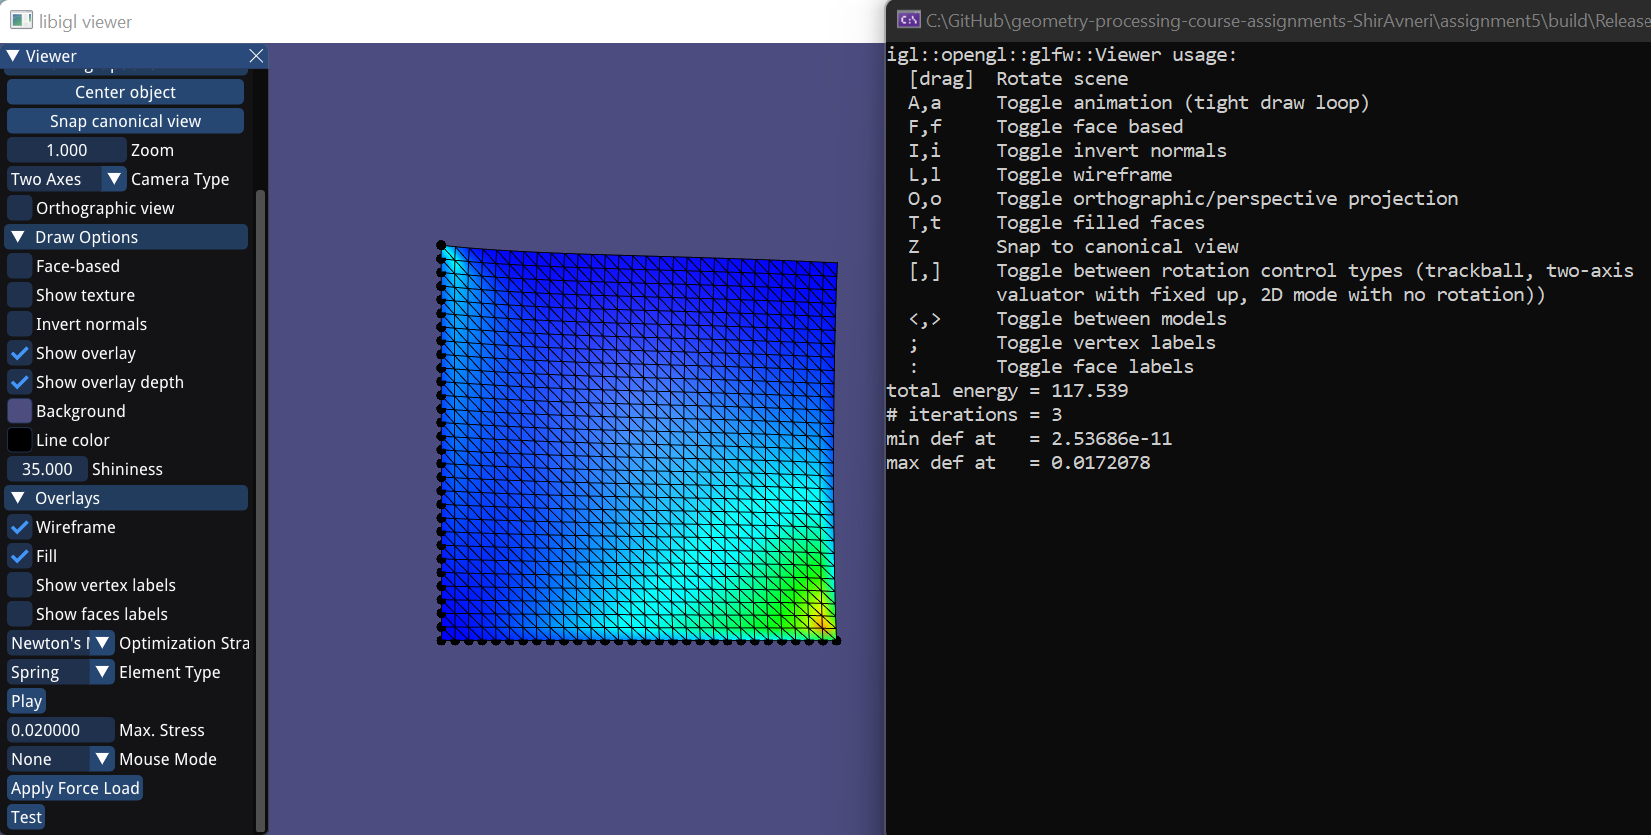 libigl viewer
Viewer
Center object
Snap canonical view
1.000 Zoom
Two Axes Camera Type
Orthographic view
Draw Options
Face-based
Show texture
Invert normals
Show overlay
Show overlay depth
Background
Line color
35.000 Shininess
Overlays
Wireframe
Fill
Show vertex labels
Show faces labels
Newton's Optimization Stra
Spring Element Type
Play
0.020000 Max. Stress
None Mouse Mode
Apply Force Load
Test
C:\GitHub\geometry-processing-course-assignments-ShirAvneri\assignment5\build\Release
igl::opengl::glfw::Viewer usage:
[drag] Rotate scene
A,a Toggle animation (tight draw loop)
F,f Toggle face based
I,i Toggle invert normals
L,l Toggle wireframe
O,o Toggle orthographic/perspective projection
T,t Toggle filled faces
Z Snap to canonical view
[,] Toggle between rotation control types (trackball, two-axis
valuator with fixed up, 2D mode with no rotation))
<,> Toggle between models
; Toggle vertex labels
: Toggle face labels
total energy = 117.539
# iterations = 3
min def at = 2.53686e-11
max def at = 0.0172078